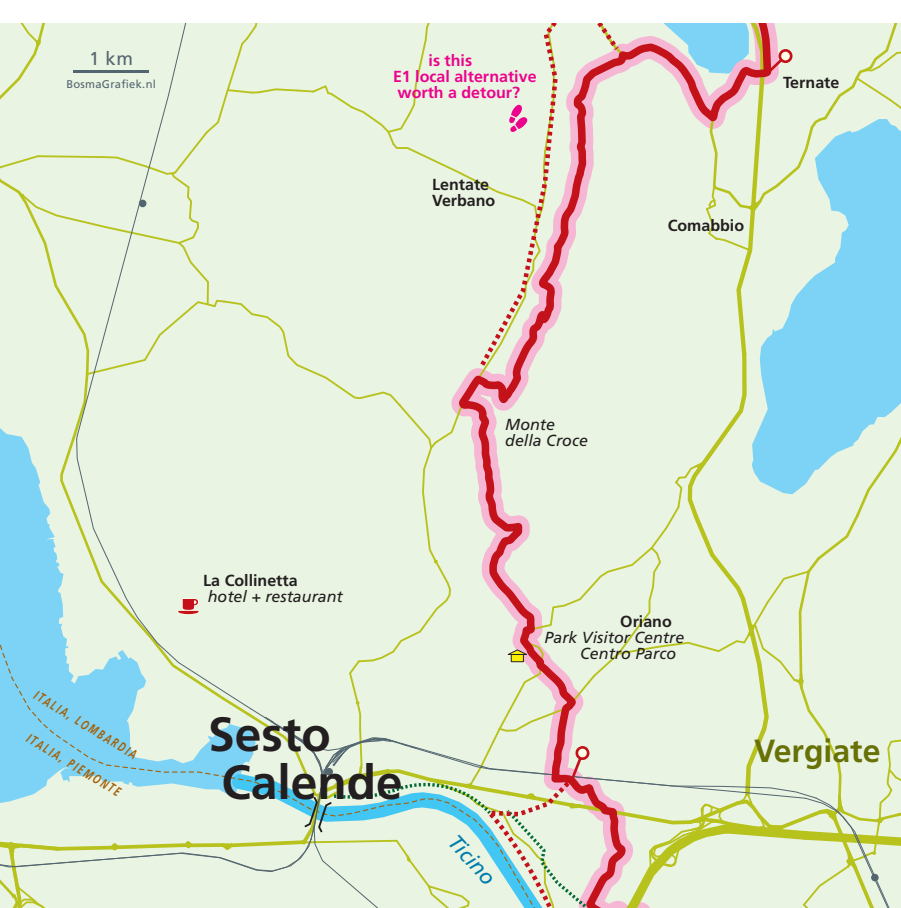 1 km
BosmaGrafiek.nl
is this
E1 local alternative
worth a detour?
Ternate
Lentate
Verbano
Comabbio
Monte
della Croce
La Collinetta
hotel + restaurant
Oriano
Park Visitor Centre
Centro Parco
ITALIA, LOMBARDIA
ITALIA, PIEMONTE
Sesto
Calende
Vergiate
Ticino